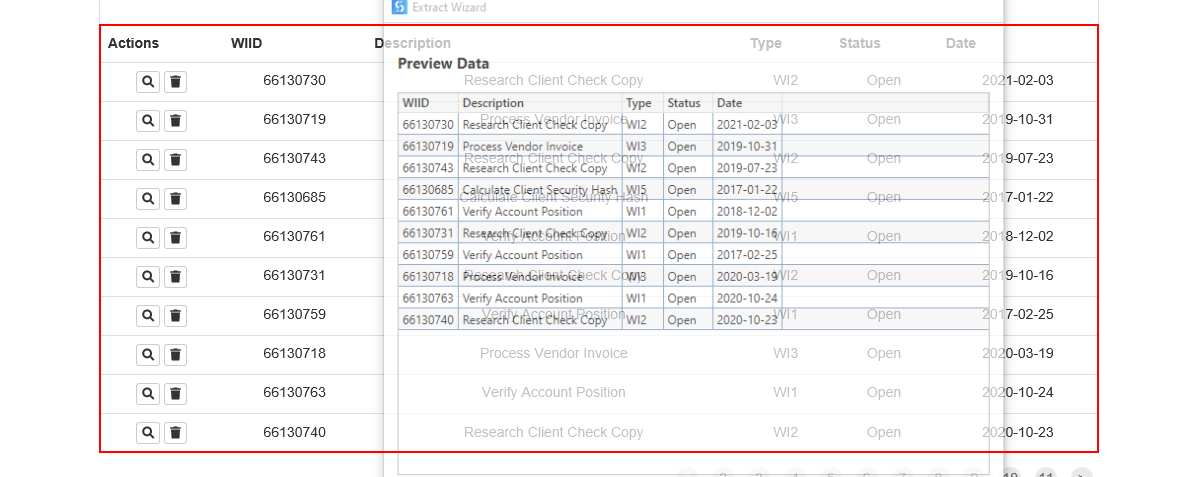 Extract Wizard
Actions WIID Description Type Status Date
Preview Data
66130730 Research Client Check Copy WI2 Open 2021-02-03
WIID Description Type Status Date
66130719 Process Vendor Invoice WI3 Open 2019-10-31
66130730 Research Client Check Copy WI2 Open 2021-02-03
66130719 Process Vendor Invoice WI3 Open 2019-10-31
66130743 Research Client Check Copy WI2 Open 2019-07-23
66130743 Research Client Check Copy WI2 Open 2019-07-23
66130685 Calculate Client Security Hash WI5 Open 2017-01-22
66130685 Calculate Client Security Hash WI5 Open 2017-01-22
66130761 Verify Account Position WI1 Open 2018-12-02
66130731 Research Client Check Copy WI2 Open 2019-10-16
66130761 Verify Account Position WI1 Open 2018-12-02
66130759 Verify Account Position WI1 Open 2017-02-25
66130718 Process Vendor Invoice WI3 Open 2020-03-19
66130731 Research Client Check Copy WI2 Open 2019-10-16
66130763 Verify Account Position WI1 Open 2020-10-24
66130740 Research Client Check Copy WI2 Open 2020-10-23
66130759 Verify Account Position WI1 Open 2017-02-25
66130718 Process Vendor Invoice WI3 Open 2020-03-19
66130763 Verify Account Position WI1 Open 2020-10-24
66130740 Research Client Check Copy WI2 Open 2020-10-23
2 3 4 5 6 7 8 9 10 11 >